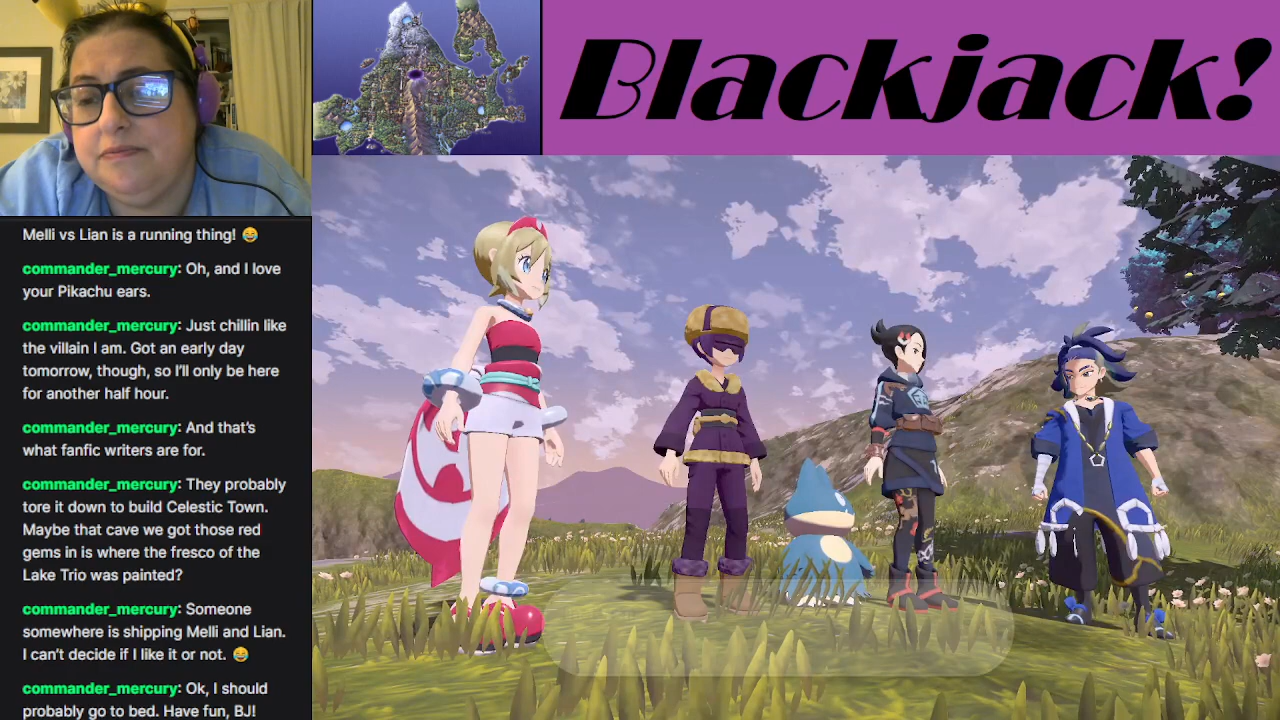 Blackjack!
Melli vs Lian is a running thing! 😂
commander_mercury: Oh, and I love
your Pikachu ears.
commander_mercury: Just chillin like
the villain I am. Got an early day
tomorrow, though, so I'll only be here
for another half hour.
commander_mercury: And that's
what fanfic writers are for.
commander_mercury: They probably
tore it down to build Celestic Town.
Maybe that cave we got those red
gems in is where the fresco of the
Lake Trio was painted?
commander_mercury: Someone
somewhere is shipping Melli and Lian.
I can't decide if I like it or not. 😂
commander_mercury: Ok, I should
probably go to bed. Have fun, BJ!